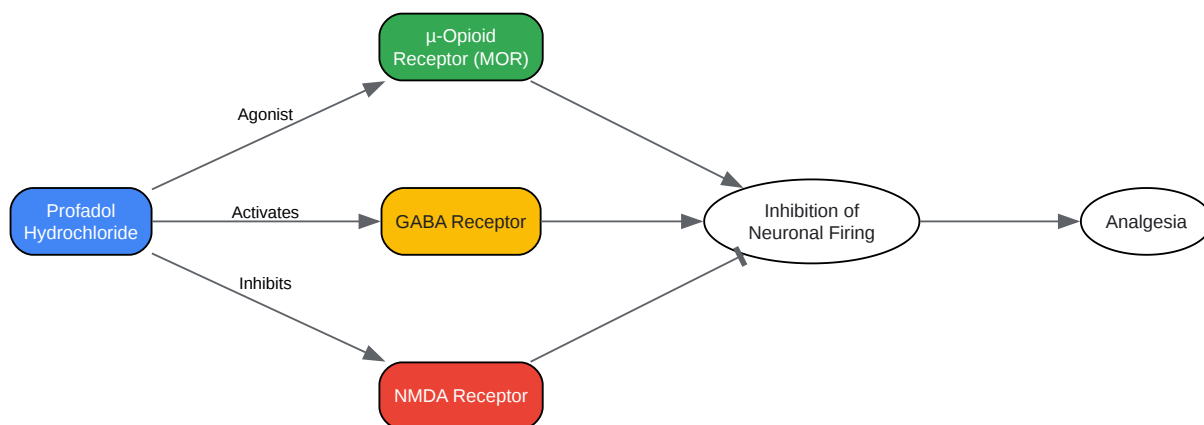 µ-Opioid
Receptor (MOR)
Agonist
Profadol
Hydrochloride
Activates
GABA Receptor
Inhibition of
Neuronal Firing
Analgesia
Inhibits
NMDA Receptor